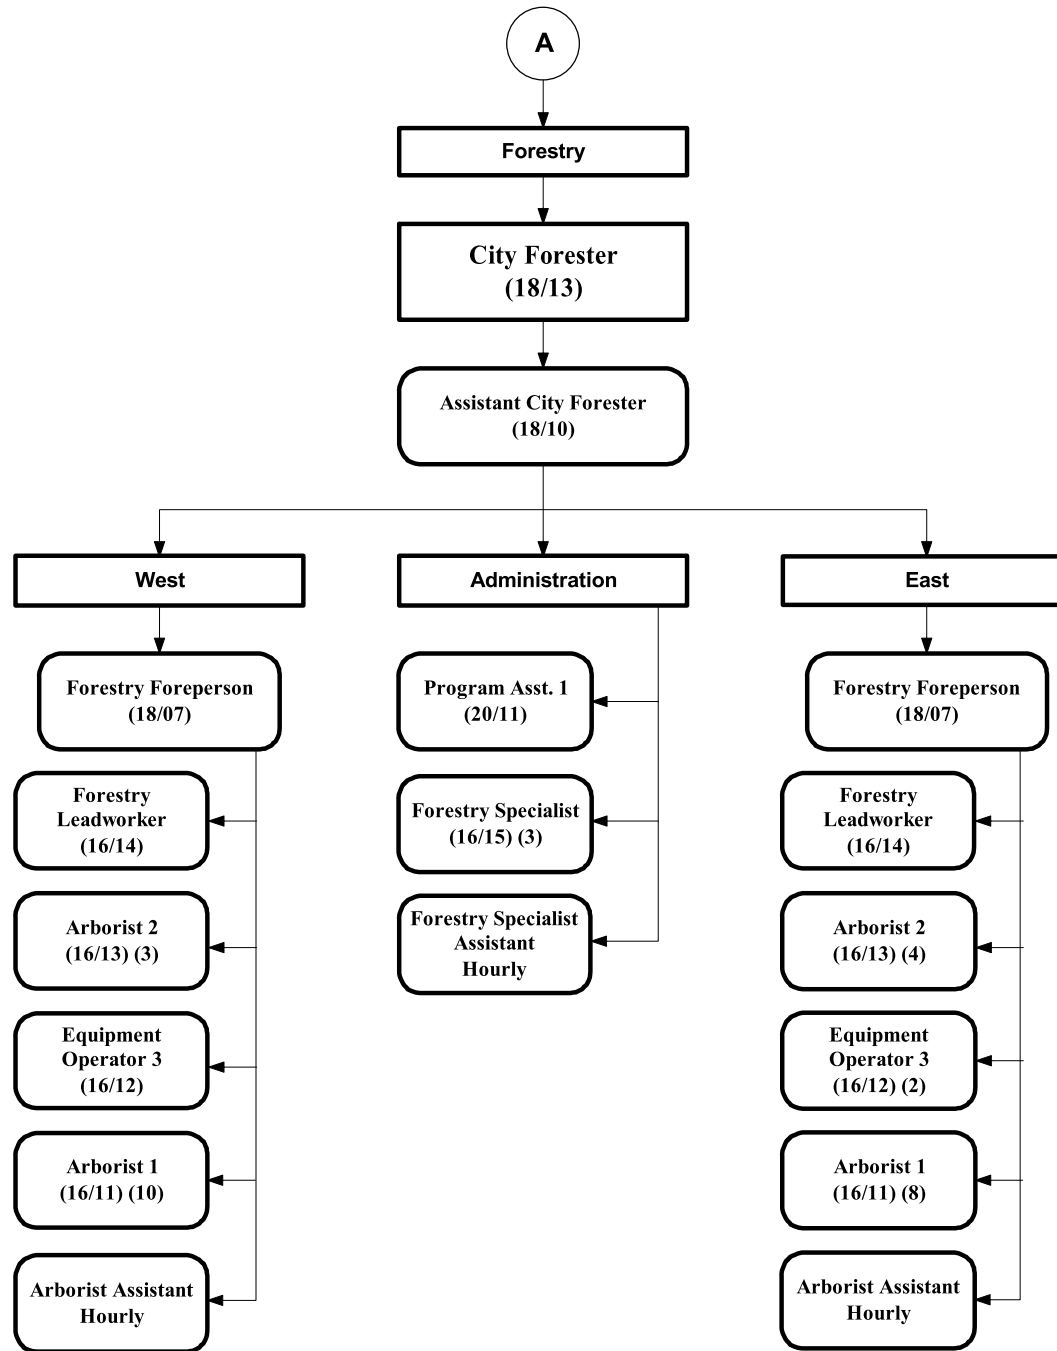 A
Forestry
City Forester
(18/13)
Assistant City Forester
(18/10)
West
Forestry Foreperson
(18/07)
Forestry
Leadworker
(16/14)
Arborist 2
(16/13) (3)
Equipment
Operator 3
(16/12)
Arborist 1
(16/11) (10)
Arborist Assistant
Hourly
Administration
Program Asst. 1
(20/11)
Forestry Specialist
(16/15) (3)
Forestry Specialist
Assistant
Hourly
East
Forestry Foreperson
(18/07)
Forestry
Leadworker
(16/14)
Arborist 2
(16/13) (4)
Equipment
Operator 3
(16/12) (2)
Arborist 1
(16/11) (8)
Arborist Assistant
Hourly